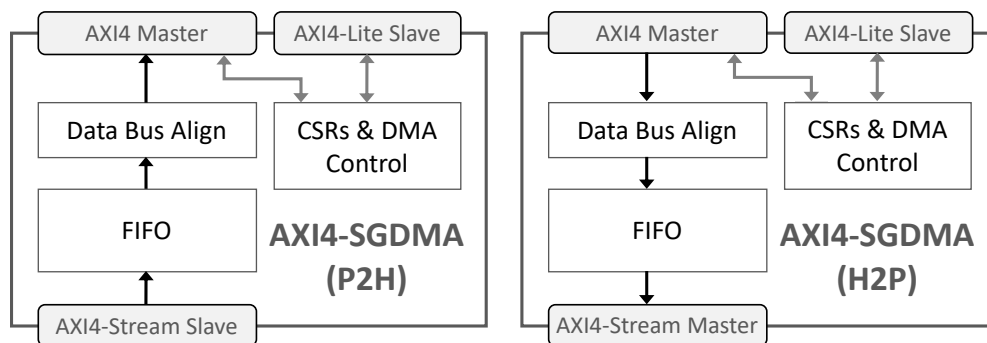 AXI4 Master
AXI4-Lite Slave
Data Bus Align
CSRs & DMA
Control
FIFO
AXI4-SGDMA
(P2H)
AXI4-Stream Slave
AXI4 Master
AXI4-Lite Slave
Data Bus Align
CSRs & DMA
Control
FIFO
AXI4-SGDMA
(H2P)
AXI4-Stream Master